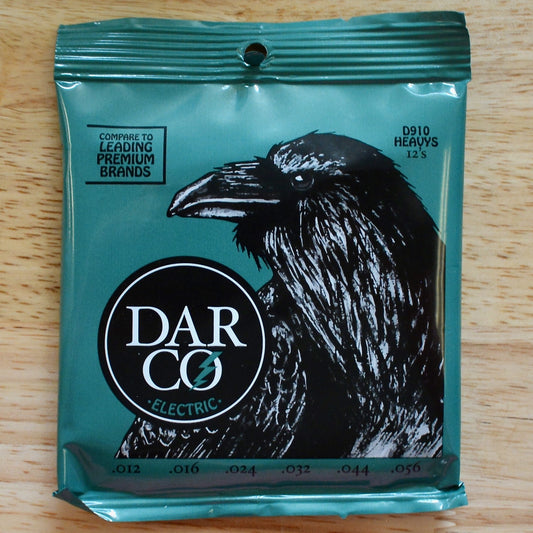 COMPARE TO
LEADING
PREMIUM
BRANDS
D910
HEAVYS
12's
DAR
CO
·ELECTRIC·
.012 .016 .024 .032 .044 .056